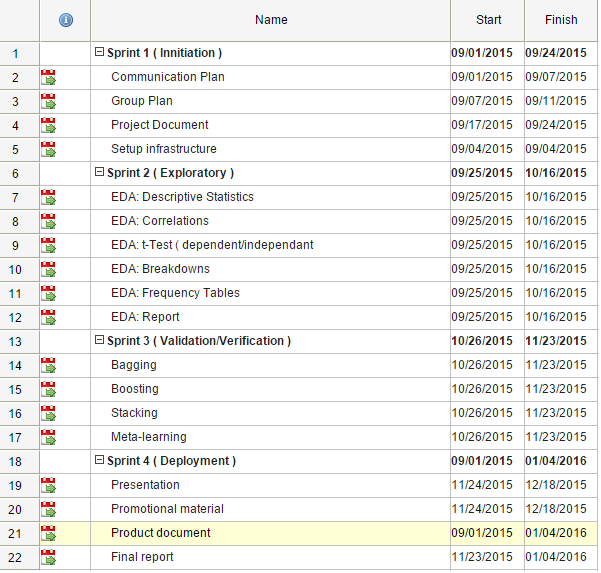 Name Start Finish
1 Sprint 1 ( Innitiation ) 09/01/2015 09/24/2015
2 Communication Plan 09/01/2015 09/07/2015
3 Group Plan 09/07/2015 09/11/2015
4 Project Document 09/17/2015 09/24/2015
5 Setup infrastructure 09/04/2015 09/04/2015
6 Sprint 2 ( Exploratory ) 09/25/2015 10/16/2015
7 EDA: Descriptive Statistics 09/25/2015 10/16/2015
8 EDA: Correlations 09/25/2015 10/16/2015
9 EDA: t-Test ( dependent/independant 09/25/2015 10/16/2015
10 EDA: Breakdowns 09/25/2015 10/16/2015
11 EDA: Frequency Tables 09/25/2015 10/16/2015
12 EDA: Report 09/25/2015 10/16/2015
13 Sprint 3 ( Validation/Verification ) 10/26/2015 11/23/2015
14 Bagging 10/26/2015 11/23/2015
15 Boosting 10/26/2015 11/23/2015
16 Stacking 10/26/2015 11/23/2015
17 Meta-learning 10/26/2015 11/23/2015
18 Sprint 4 ( Deployment ) 09/01/2015 01/04/2016
19 Presentation 11/24/2015 12/18/2015
20 Promotional material 11/24/2015 12/18/2015
21 Product document 09/01/2015 01/04/2016
22 Final report 11/23/2015 01/04/2016